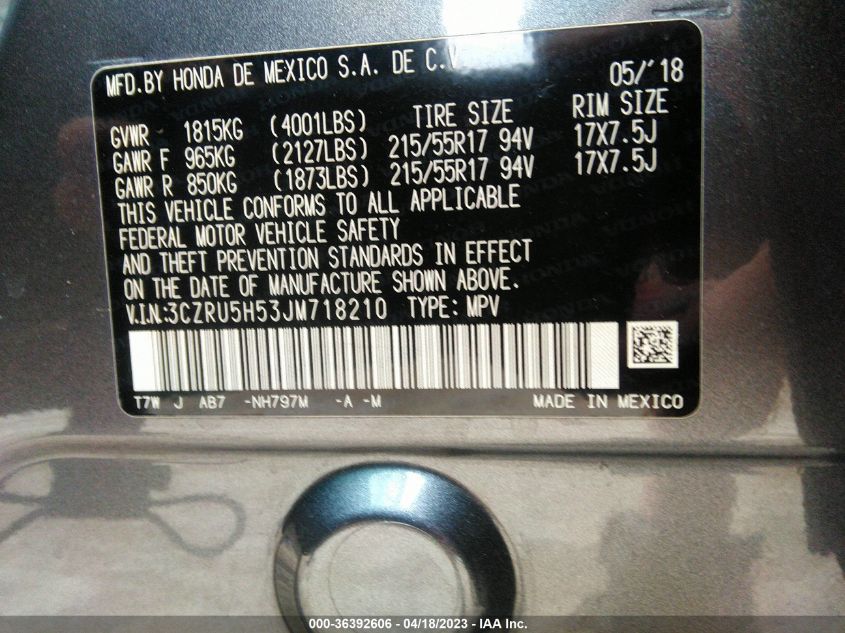 MFD.BY HONDA DE MEXICO S.A. DE C.V. 05/'18
GVWR 1815KG (4001LBS) TIRE SIZE RIM SIZE
GAWR F 965KG (2127LBS) 215/55R17 94V 17X7.5J
GAWR R 850KG (1873LBS) 215/55R17 94V 17X7.5J
THIS VEHICLE CONFORMS TO ALL APPLICABLE
FEDERAL MOTOR VEHICLE SAFETY
AND THEFT PREVENTION STANDARDS IN EFFECT
ON THE DATE OF MANUFACTURE SHOWN ABOVE.
V.I.N:3CZRU5H53JM718210 TYPE: MPV
T7W J AB7 -NH797M -A -M MADE IN MEXICO
000-36392606 - 04/18/2023 - IAA Inc.